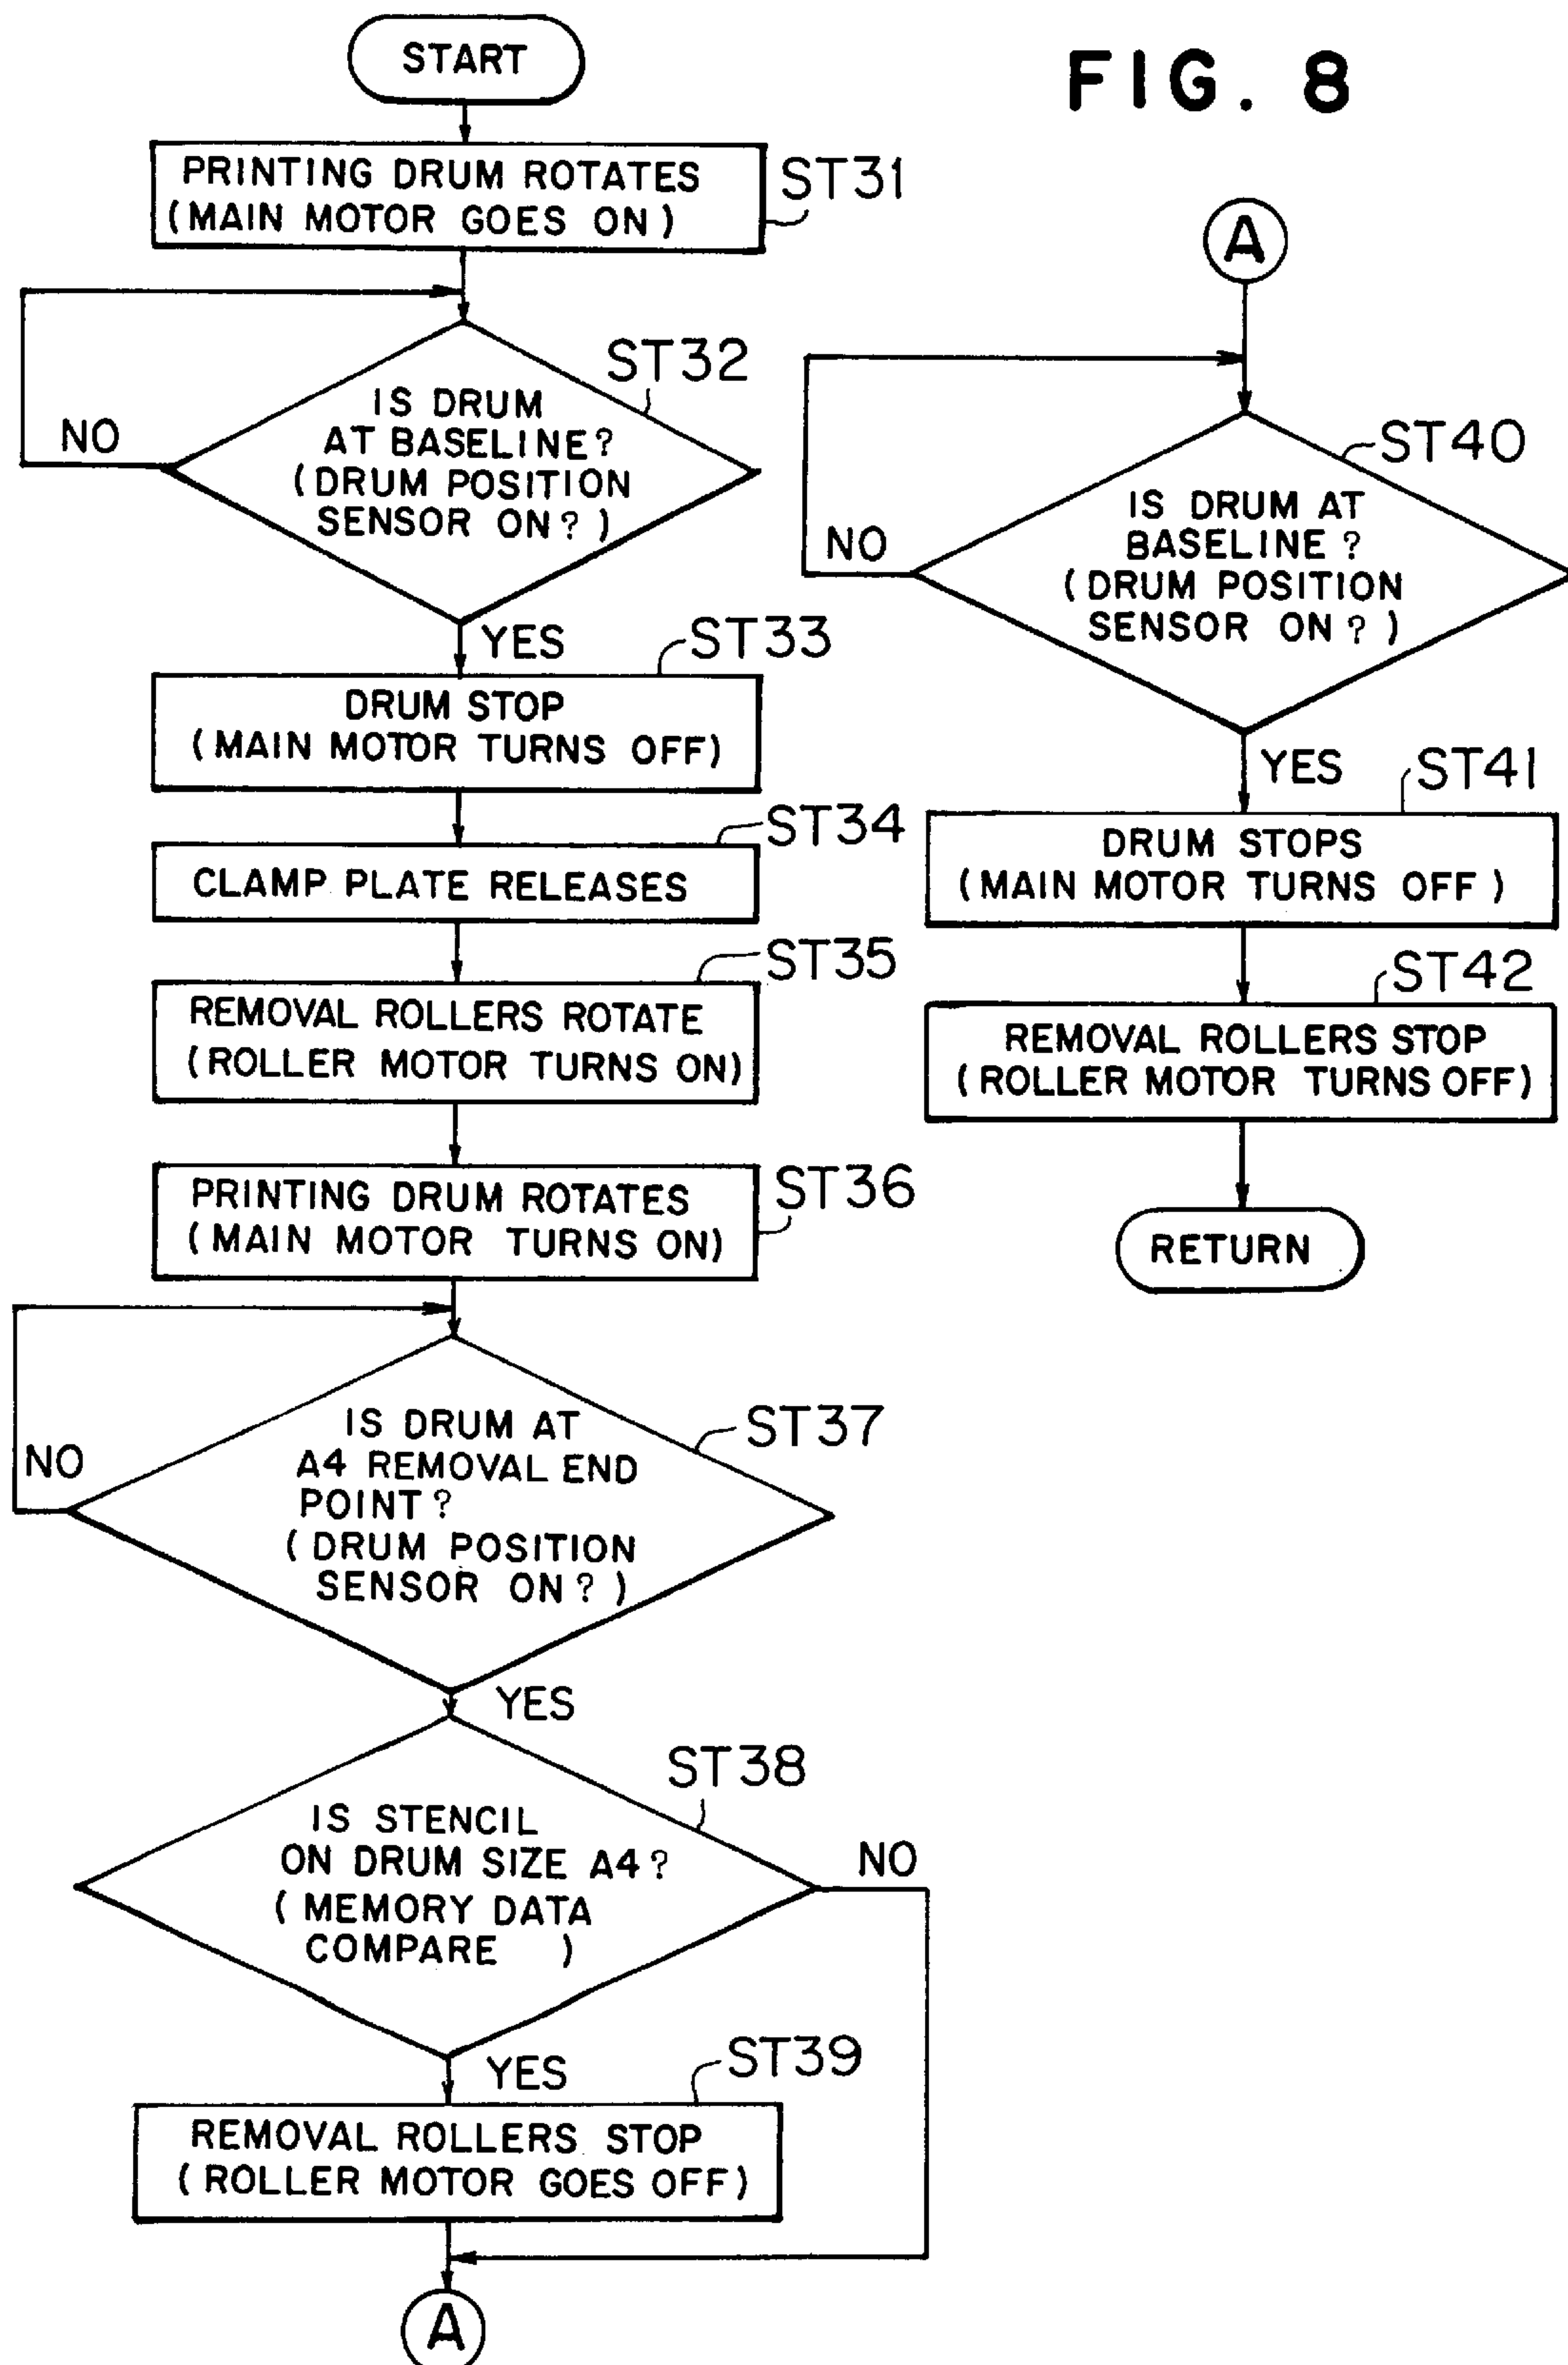 FIG. 8
START
PRINTING DRUM ROTATES
(MAIN MOTOR GOES ON)
ST31
ST32
IS DRUM
AT BASELINE?
(DRUM POSITION
SENSOR ON?)
NO
YES
ST33
DRUM STOP
(MAIN MOTOR TURNS OFF)
ST34
CLAMP PLATE RELEASES
ST35
REMOVAL ROLLERS ROTATE
(ROLLER MOTOR TURNS ON)
ST36
PRINTING DRUM ROTATES
(MAIN MOTOR TURNS ON)
ST37
IS DRUM AT
A4 REMOVAL END
POINT?
(DRUM POSITION
SENSOR ON?)
NO
YES
ST38
IS STENCIL
ON DRUM SIZE A4?
(MEMORY DATA
COMPARE )
NO
YES
ST39
REMOVAL ROLLERS STOP
(ROLLER MOTOR GOES OFF)
A
A
ST40
IS DRUM AT
BASELINE?
(DRUM POSITION
SENSOR ON?)
NO
YES
ST41
DRUM STOPS
(MAIN MOTOR TURNS OFF)
ST42
REMOVAL ROLLERS STOP
(ROLLER MOTOR TURNS OFF)
RETURN